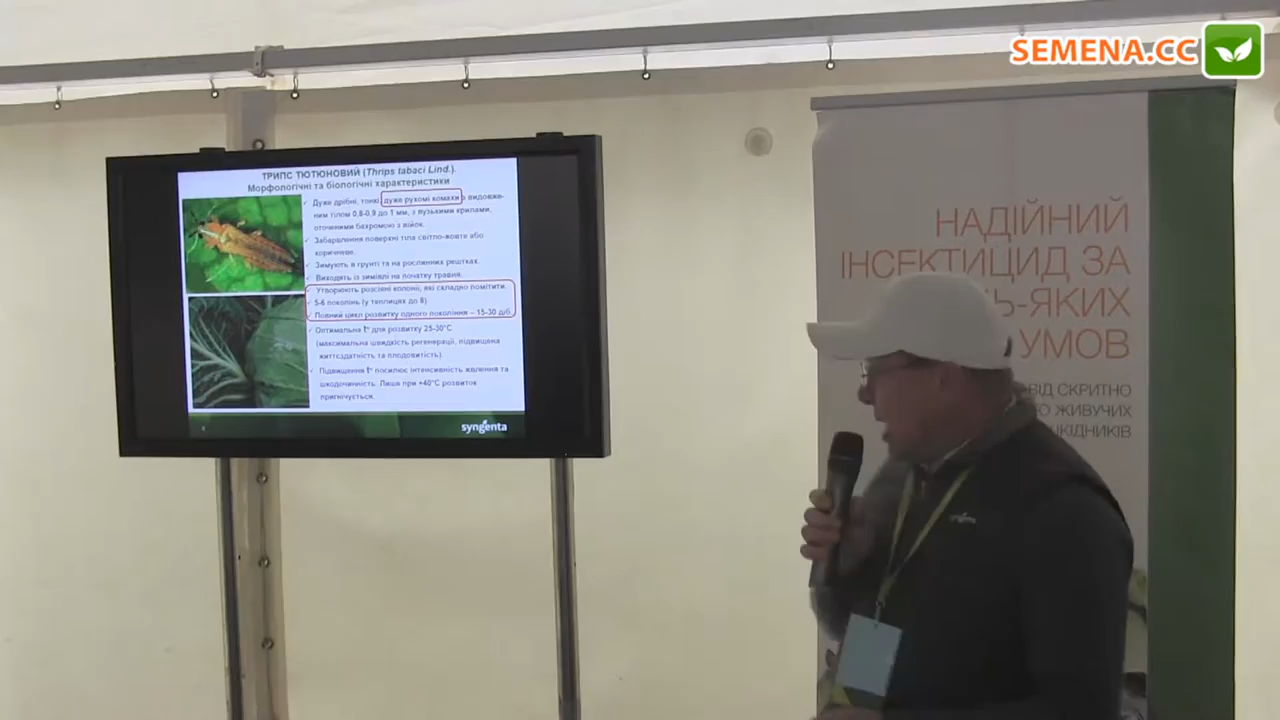 SEMENA.CC
ТРИПС ТЮТЮНОВИЙ (Thrips tabaci Lind.).
Морфологічні та біологічні характеристики
✓ Дуже дрібні, тонкі дуже рухомі комахи з видовже-
ним тілом 0,8-0,9 до 1 мм, з вузькими крилами,
оточеними бахромою з війок.
✓ Забарвлення поверхні тіла світло-жовте або
коричневе.
✓ Зимують в ґрунті та на рослинних рештках.
✓ Виходять із зимівлі на початку травня.
✓ Утворюють розсіяні колонії, які складно помітити.
✓ 5-6 поколінь (у теплицях до 8)
✓ Повний цикл розвитку одного покоління – 15-30 діб.
✓ Оптимальна t° для розвитку 25-30°С
(максимальна швидкість регенерації, підвищена
життєздатність та плодовитість).
✓ Підвищення t° посилює інтенсивність живлення та
шкодочинність. Лише при +40°С розвиток
пригнічується.
syngenta
НАДІЙНИЙ
ІНСЕКТИЦИД ЗА
Ь-ЯКИХ
УМОВ
ВІД СКРИТНО
ЖИВУЧИХ
КІДНИКІВ
syngenta